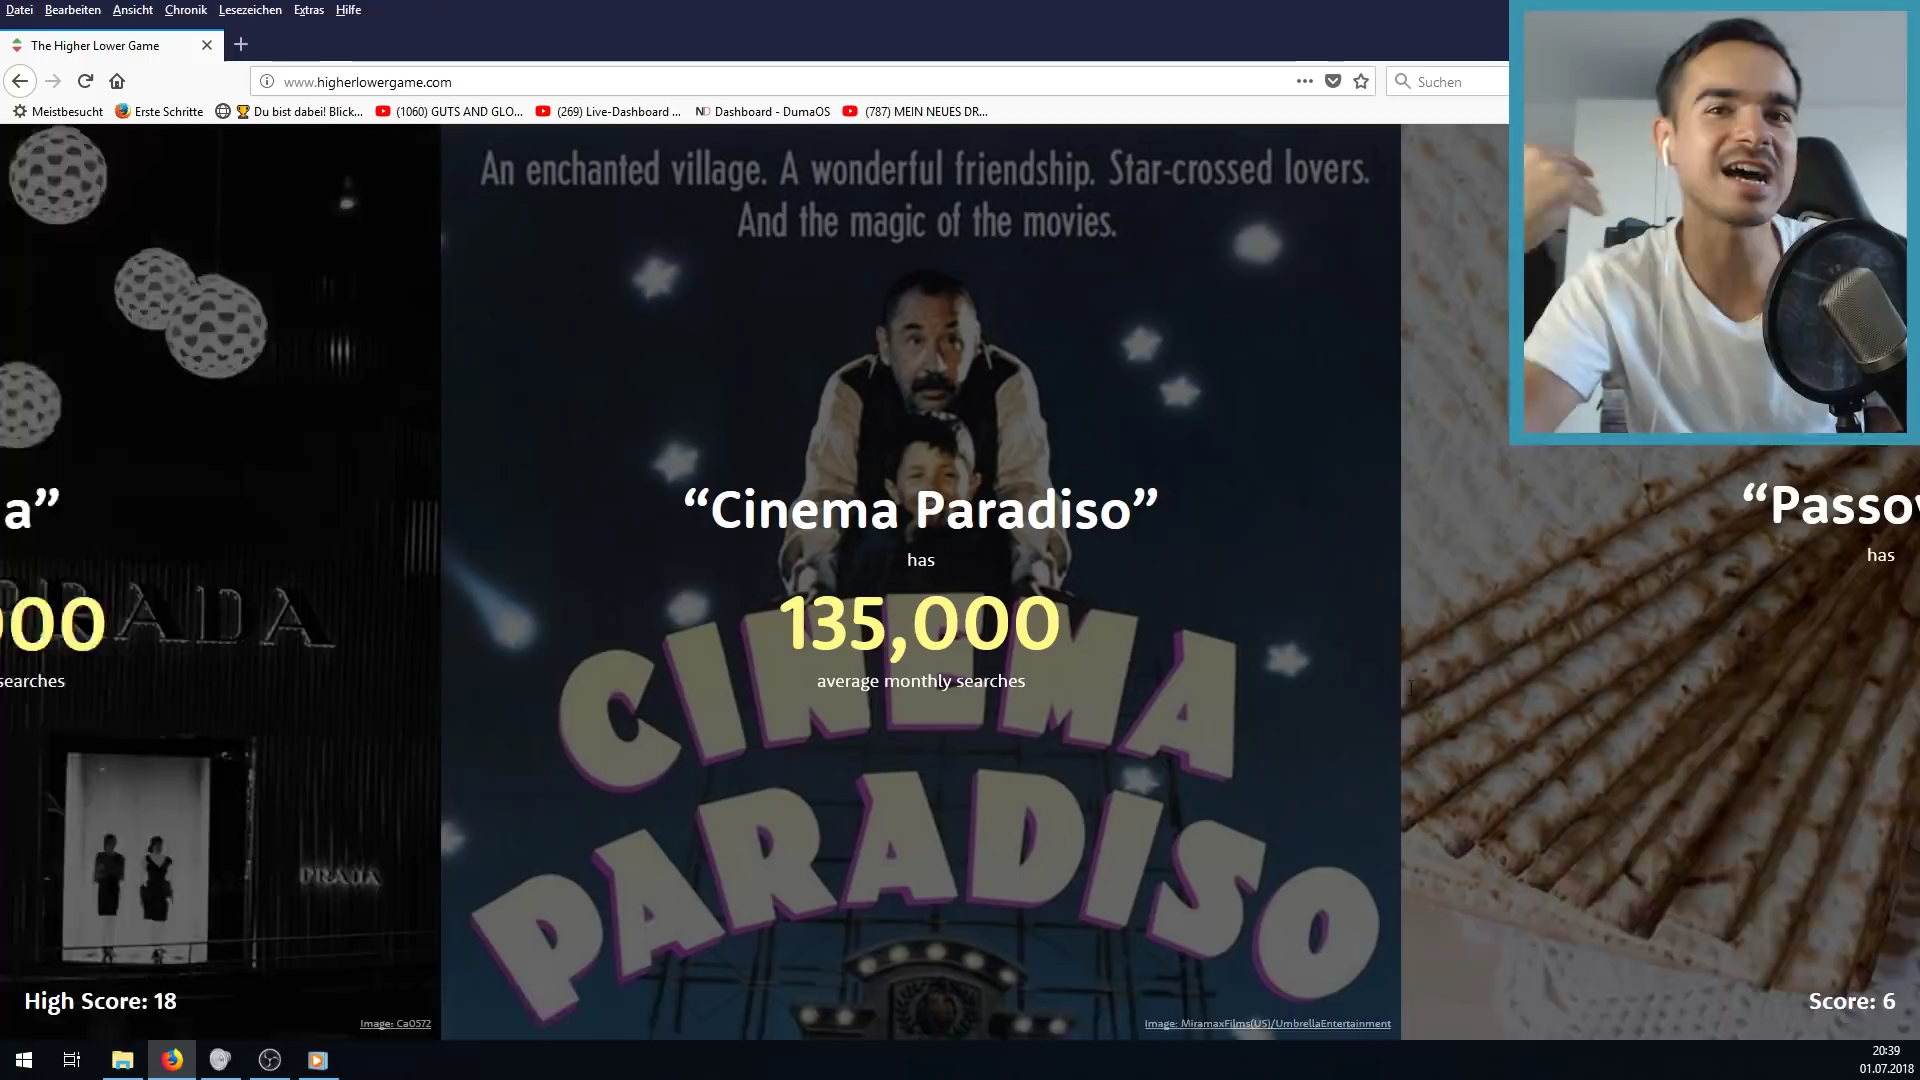 Datei Bearbeiten Ansicht Chronik Lesezeichen Extras Hilfe
The Higher Lower Game
www.higherlowergame.com
Suchen
Meistbesucht Erste Schritte Du bist dabei! Blick... (1060) GUTS AND GLO... (269) Live-Dashboard ... ND Dashboard - DumaOS (787) MEIN NEUES DR...
An enchanted village. A wonderful friendship. Star-crossed lovers.
And the magic of the movies.
a”
“Cinema Paradiso”
“Passov
has
has
PRADA
000
135,000
searches
average monthly searches
CINEMA
PARADISO
PRADA
High Score: 18
Score: 6
Image: Ca0572
Image: MiramaxFilms(US)/UmbrellaEntertainment
20:39
01.07.2018